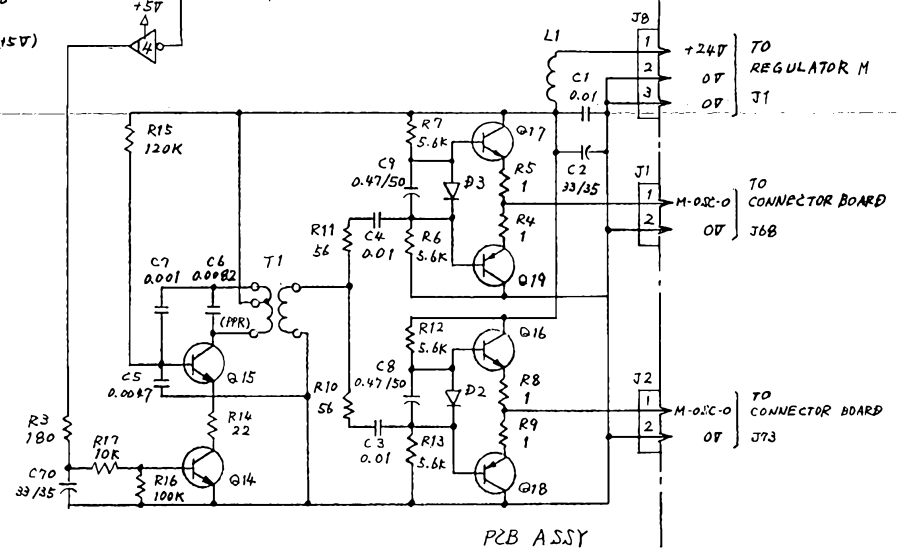 +5V
+5V)
4
J8
L1
1
+24V
TO
2
0V
REGULATOR M
3
0V
J1
C1
0.01
R15
120K
R7
5.6K
Q17
C2
33/35
C9
0.47/50
D3
R5
1
J1
1
M-OSC-O
TO
CONNECTOR BOARD
2
0V
J68
R11
56
C4
0.01
R6
5.6K
R4
1
Q19
C7
0.001
C6
0.0082
T1
(PPR)
R12
5.6K
Q16
Q15
C5
0.0047
C8
0.47/50
D2
R8
1
J2
1
M-OSC-O
TO
CONNECTOR BOARD
2
0V
J73
R10
56
R14
22
R3
180
R17
10K
C3
0.01
R13
5.6K
R9
1
C70
33/35
R16
100K
Q14
Q18
PCB ASSY